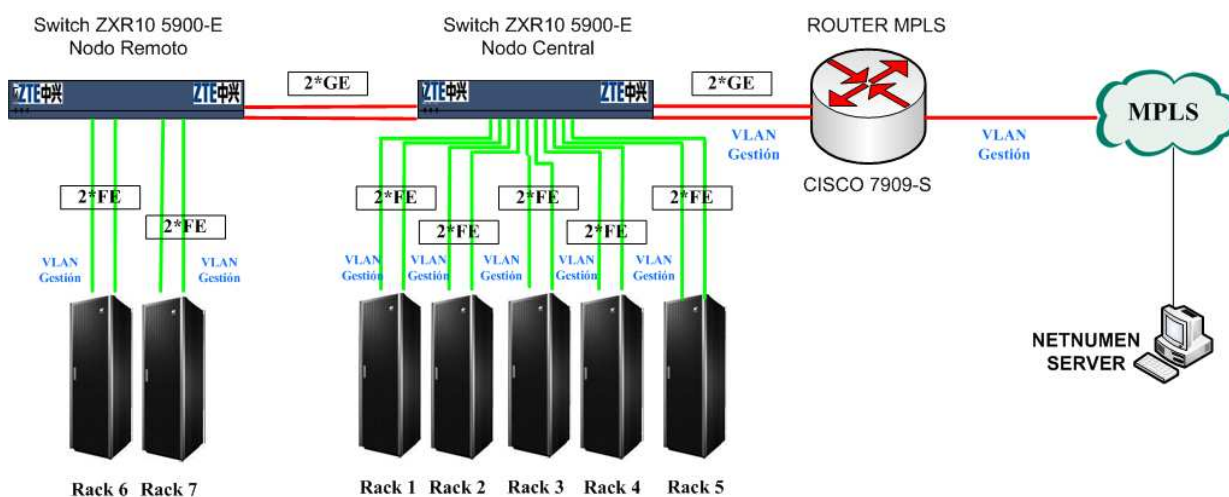 Switch ZXR10 5900-E
Nodo Remoto
Switch ZXR10 5900-E
Nodo Central
ROUTER MPLS
ZTE中兴
ZTE中兴
2*GE
ZTE中兴
ZTE中兴
2*GE
VLAN
Gestión
VLAN
Gestión
MPLS
CISCO 7909-S
2*FE
2*FE
2*FE
2*FE
2*FE
2*FE
2*FE
VLAN
Gestión
VLAN
Gestión
VLAN
Gestión
VLAN
Gestión
VLAN
Gestión
VLAN
Gestión
VLAN
Gestión
NETNUMEN
SERVER
Rack 6
Rack 7
Rack 1
Rack 2
Rack 3
Rack 4
Rack 5